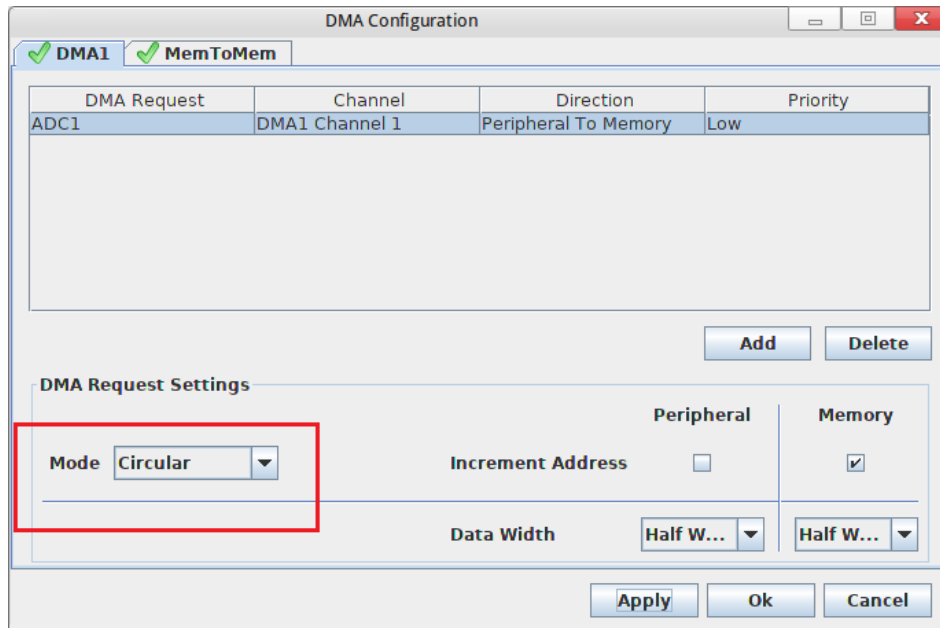 DMA Configuration
DMA1 MemToMem
DMA Request Channel Direction Priority
ADC1 DMA1 Channel 1 Peripheral To Memory Low
Add Delete
DMA Request Settings
Peripheral Memory
Mode Circular Increment Address
Data Width Half W... Half W...
Apply Ok Cancel